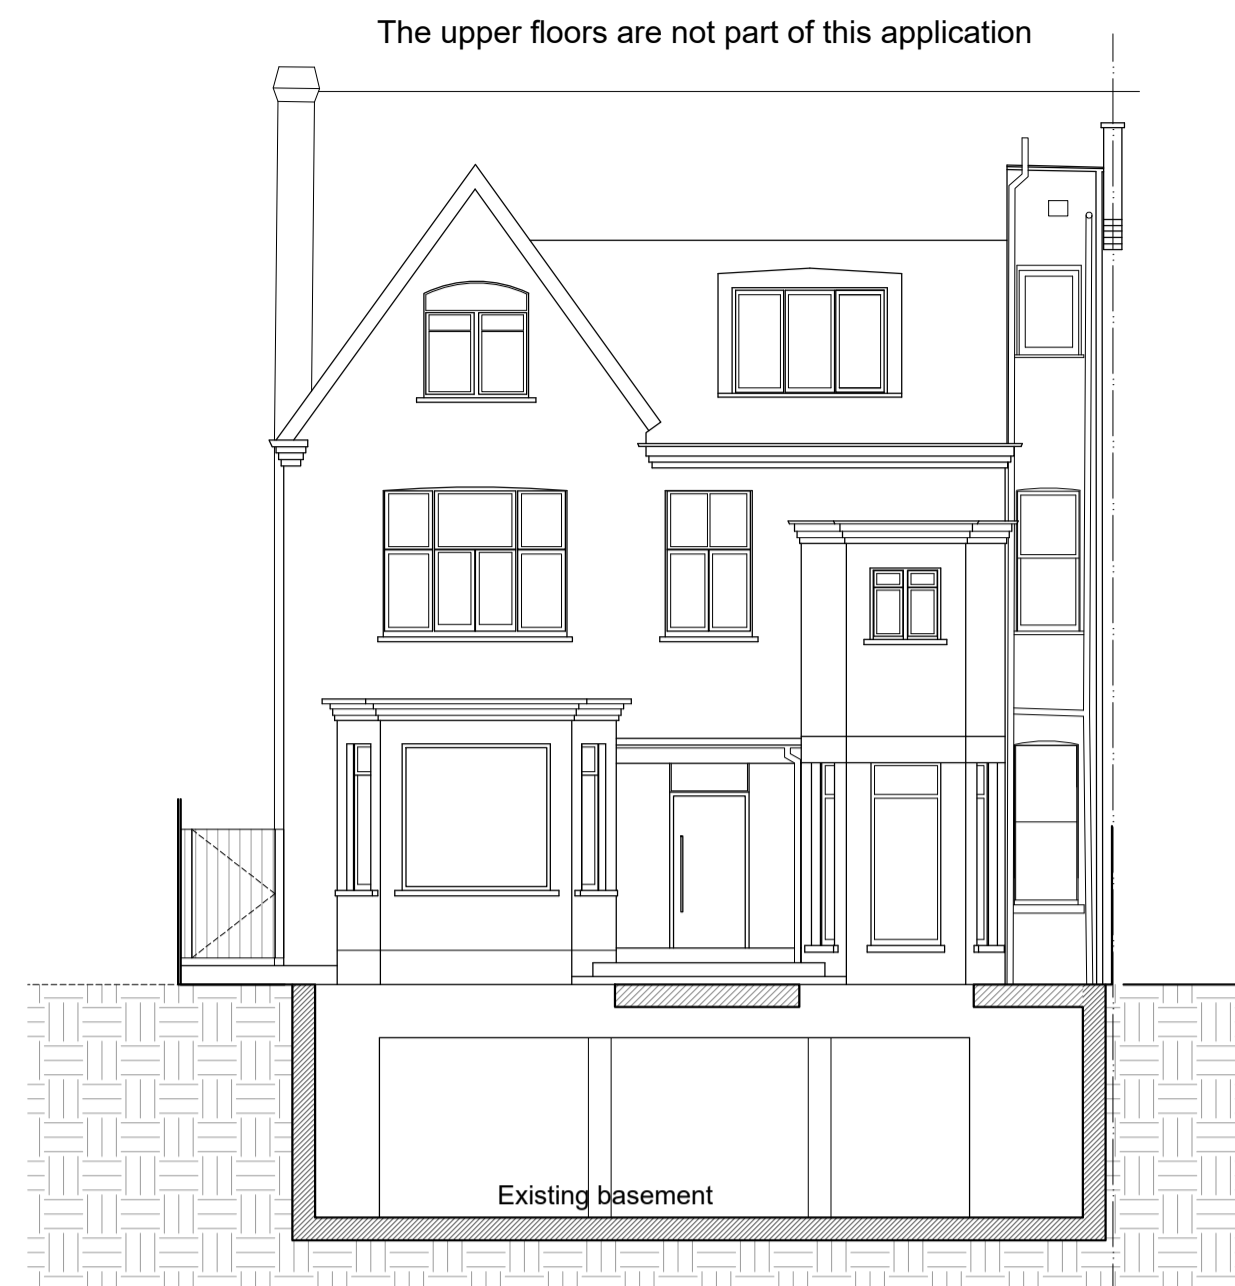 The upper floors are not part of this application
Existing basement